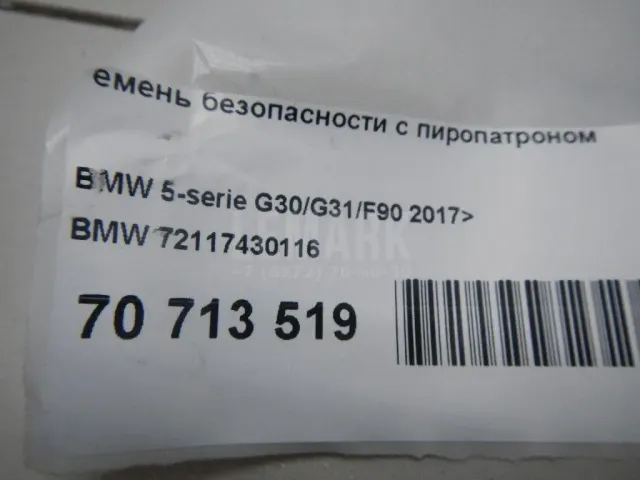 емень безопасности с пиропатроном
BMW 5-serie G30/G31/F90 2017>
BMW 72117430116
70 713 519